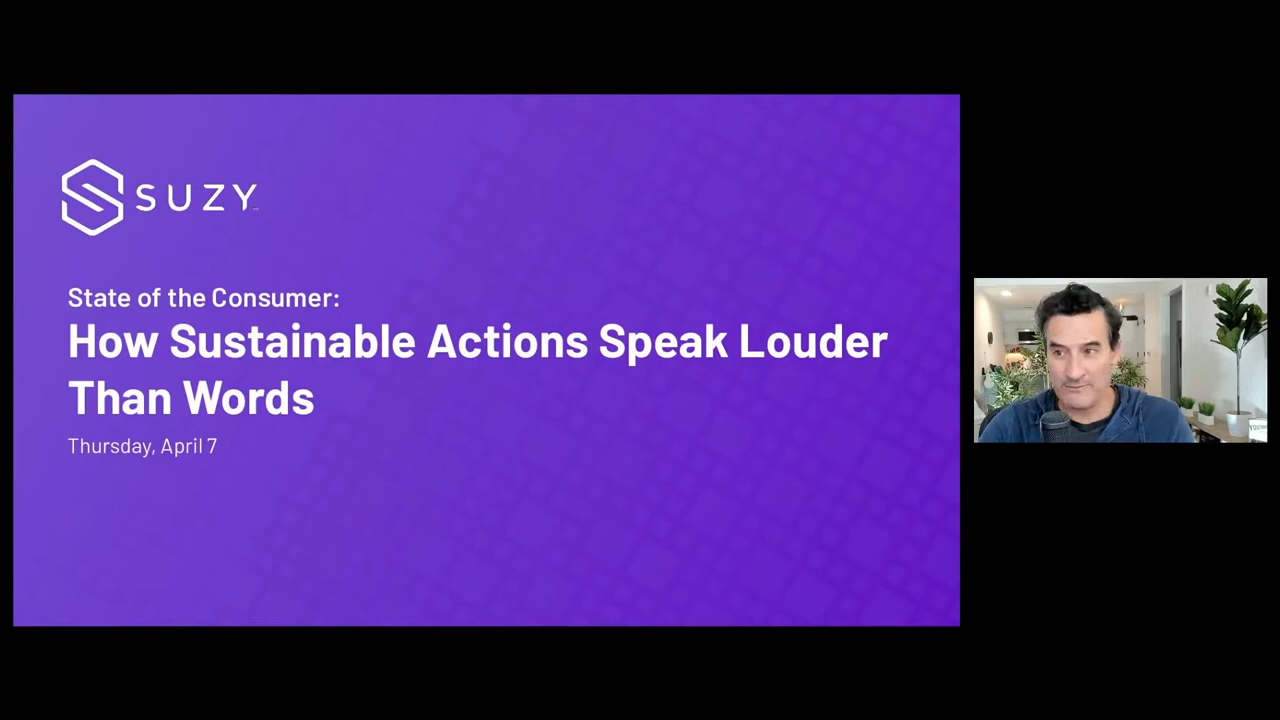 SUZY
State of the Consumer:
How Sustainable Actions Speak Louder
Than Words
Thursday, April 7